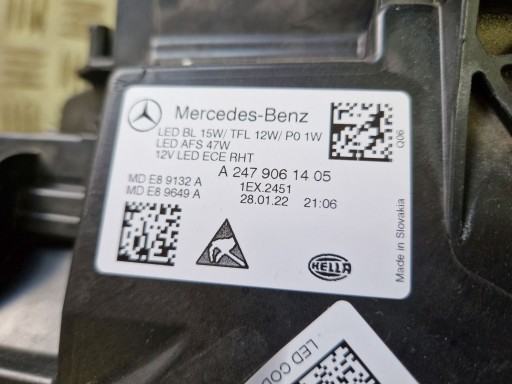 Mercedes-Benz
LED BL 15W/ TFL 12W/ P0 1W
LED AFS 47W
12V LED ECE RHT
A 247 906 14 05
1EX.2451
28.01.22 21:06
MD E8 9132 A
MD E8 9649 A
HELLA
Q06
Made in Slovakia
LED COD